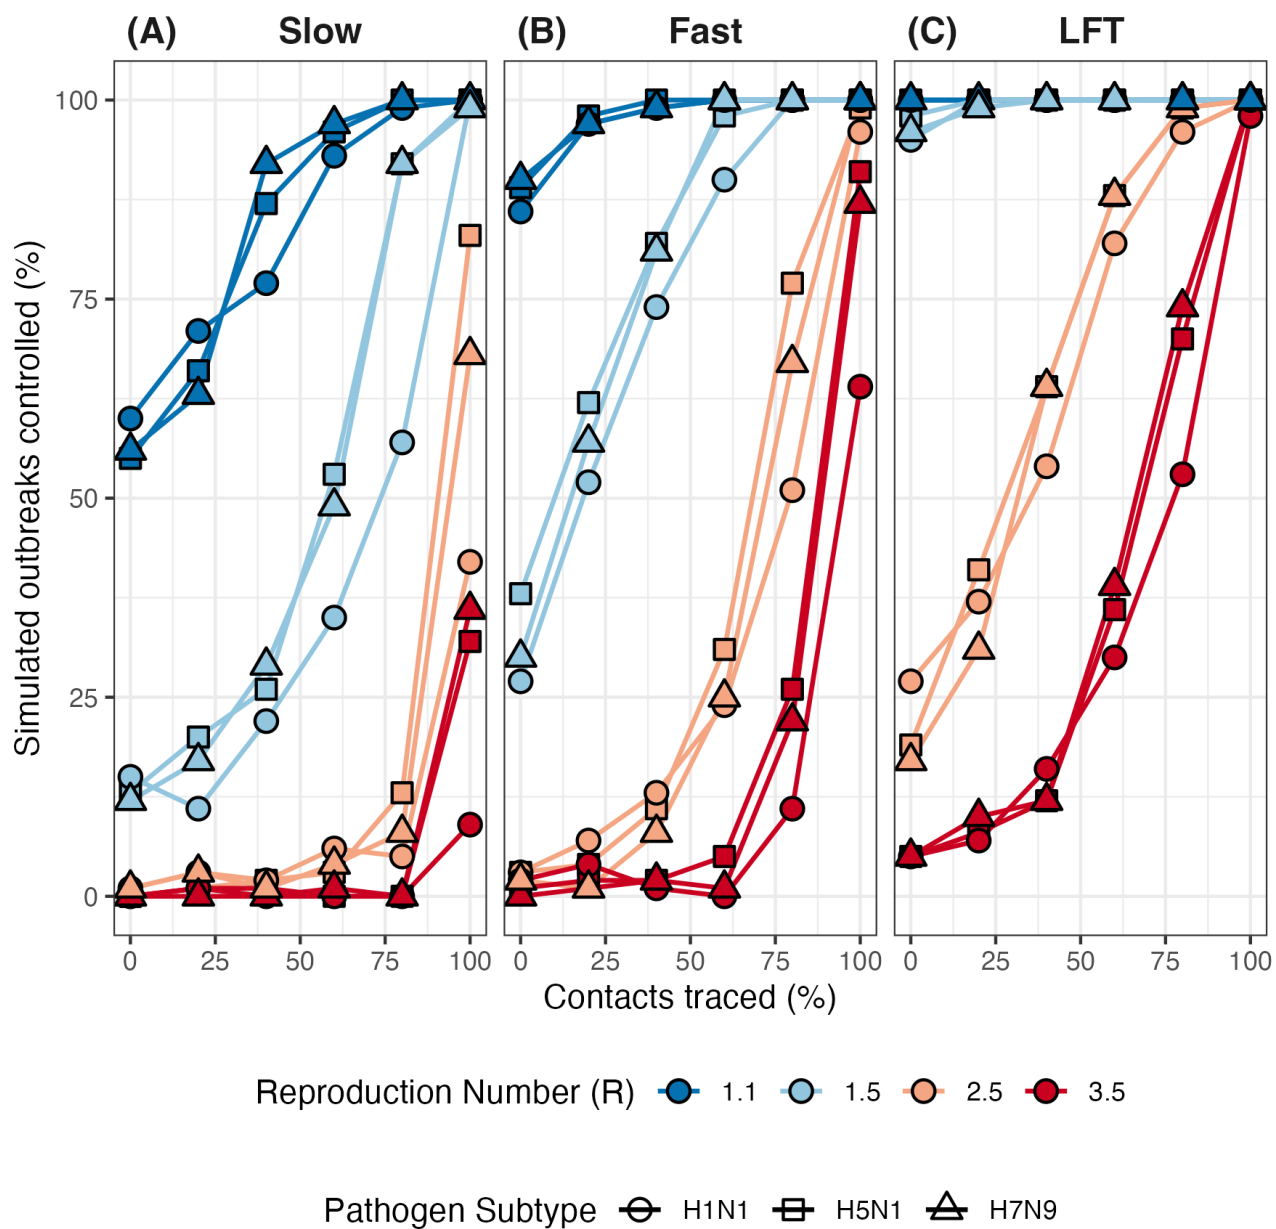 (A) Slow (B) Fast (C) LFT
Simulated outbreaks controlled (%)
100
75
50
25
0
0 25 50 75 100 0 25 50 75 100 0 25 50 75 100
Contacts traced (%)
Reproduction Number (R) 1.1 1.5 2.5 3.5
Pathogen Subtype H1N1 H5N1 H7N9